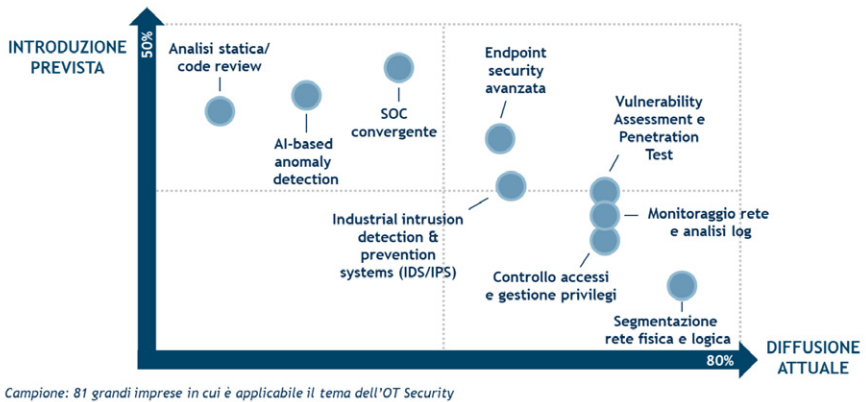 INTRODUZIONE
PREVISTA
50%
Analisi statica/
code review
AI-based
anomaly
detection
SOC
convergente
Endpoint
security
avanzata
Vulnerability
Assessment e
Penetration
Test
Industrial intrusion
detection &
prevention
systems (IDS/IPS)
Monitoraggio rete
e analisi log
Controllo accessi
e gestione privilegi
Segmentazione
rete fisica e logica
80%
DIFFUSIONE
ATTUALE
Campione: 81 grandi imprese in cui è applicabile il tema dell'OT Security